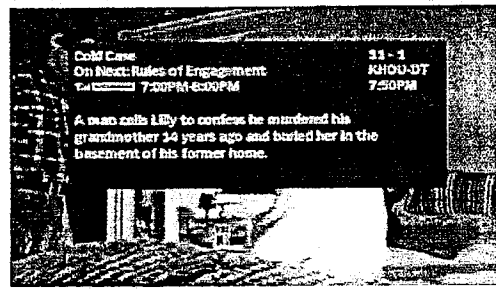 Cold Case 11 - 1
On Next: Rules of Engagement KHOU-DT
7:00PM-8:00PM 7:50PM
A man calls Lilly to confess he murdered his
grandmother 14 years ago and buried her in the
basement of his former home.